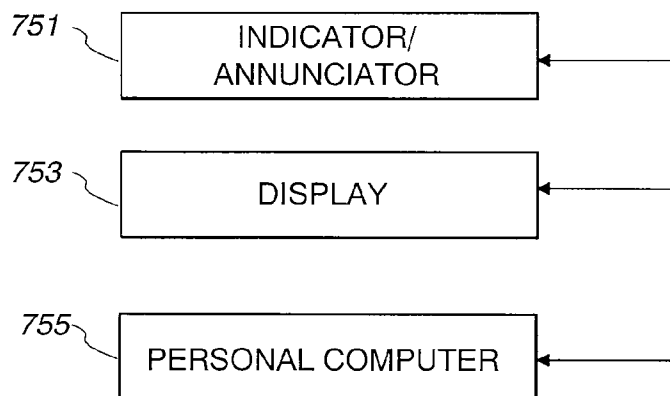 751
INDICATOR/
ANNUNCIATOR
753
DISPLAY
755
PERSONAL COMPUTER